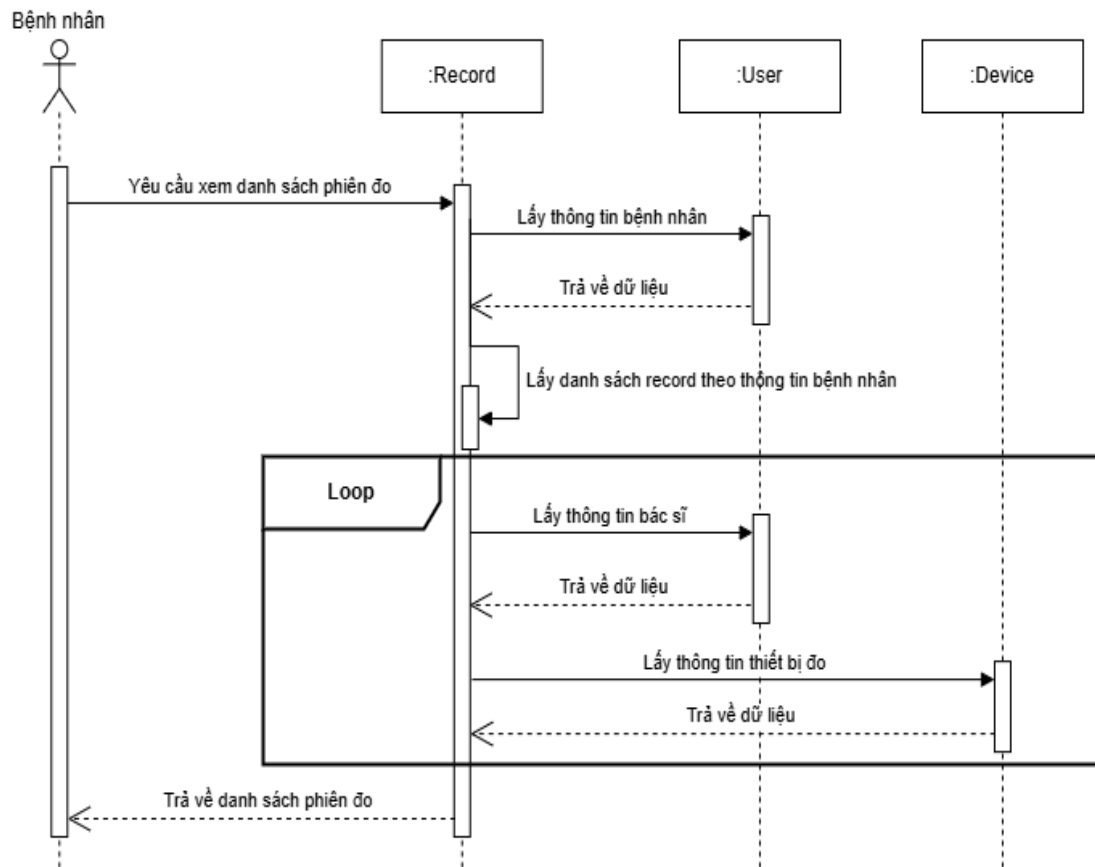 Bệnh nhân
:Record
:User
:Device
Yêu cầu xem danh sách phiên đo
Lấy thông tin bệnh nhân
Trả về dữ liệu
Lấy danh sách record theo thông tin bệnh nhân
Loop
Lấy thông tin bác sĩ
Trả về dữ liệu
Lấy thông tin thiết bị đo
Trả về dữ liệu
Trả về danh sách phiên đo